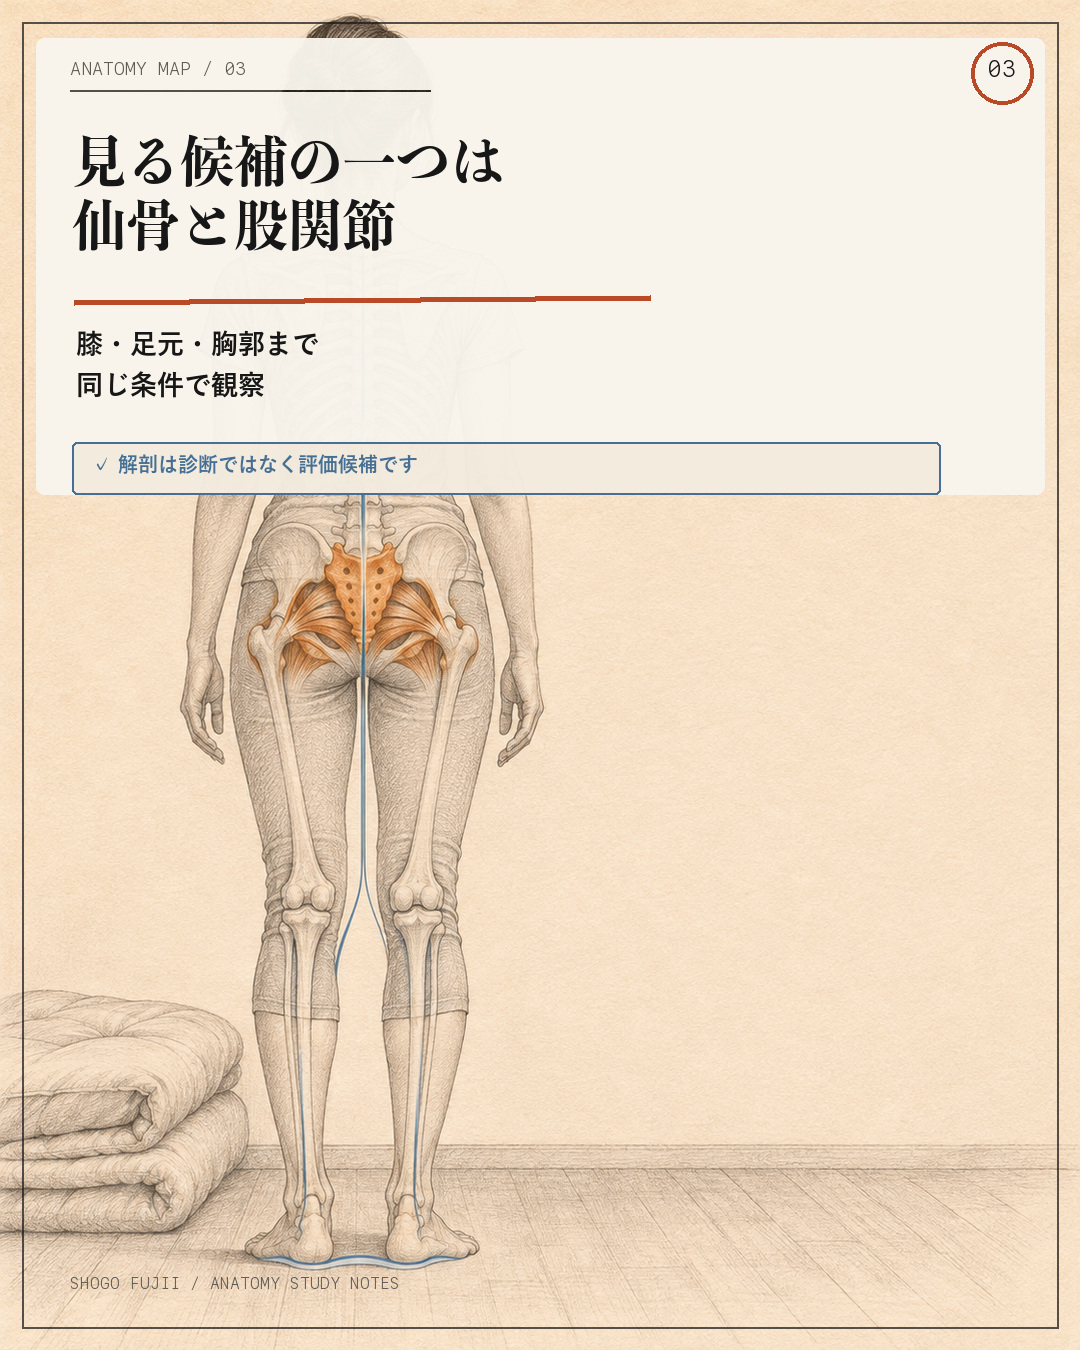 ANATOMY MAP / 03
03
見る候補の一つは
仙骨と股関節
膝・足元・胸郭まで
同じ条件で観察
✓ 解剖は診断ではなく評価候補です
SHOGO FUJII / ANATOMY STUDY NOTES